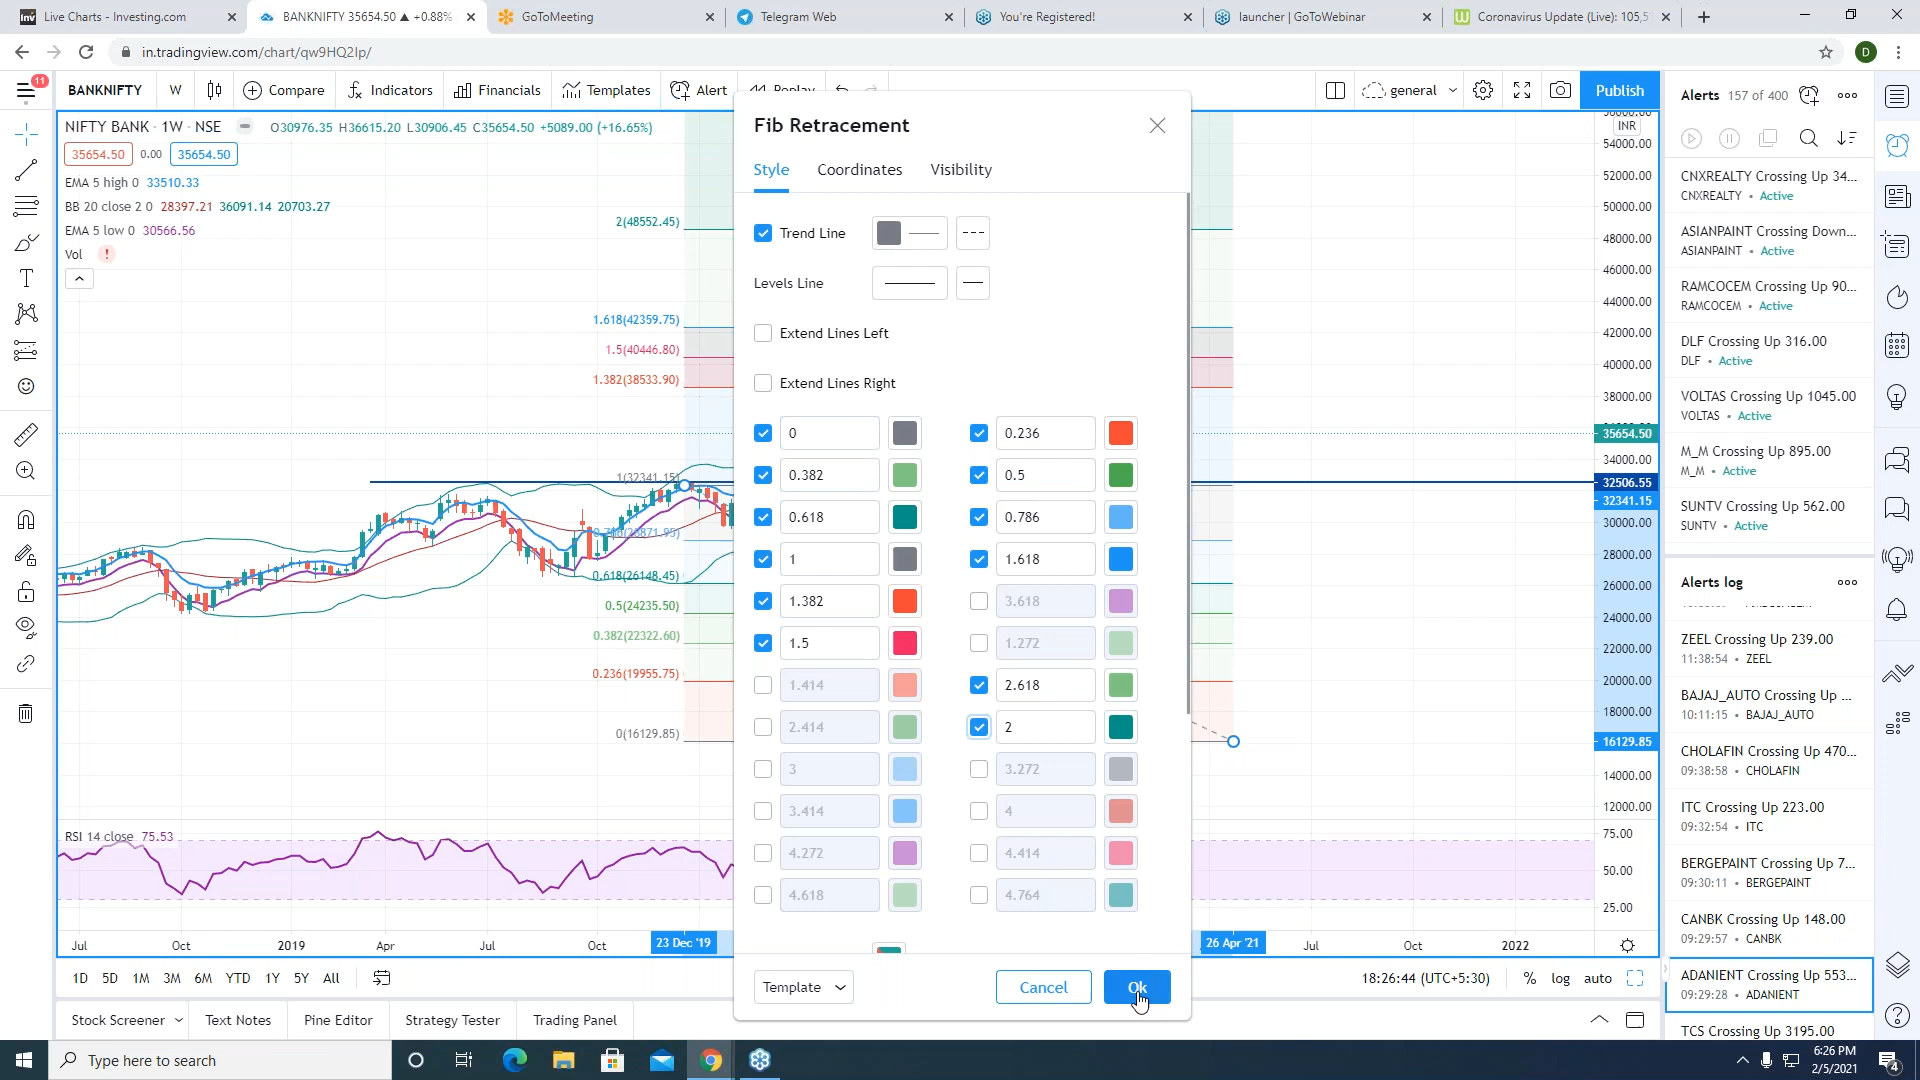 Live Charts - Investing.com
BANKNIFTY 35654.50 ▲ +0.88%
GoToMeeting
Telegram Web
You're Registered!
launcher | GoToWebinar
Coronavirus Update (Live): 105,5
in.tradingview.com/chart/qw9HQ2Ip/
D
11
BANKNIFTY
W
Compare
Indicators
Financials
Templates
Alert
Replay
general
Publish
Alerts 157 of 400
NIFTY BANK · 1W · NSE
O30976.35 H36615.20 L30906.45 C35654.50 +5089.00 (+16.65%)
35654.50 0.00 35654.50
EMA 5 high 0 33510.33
BB 20 close 2 0 28397.21 36091.14 20703.27
EMA 5 low 0 30566.56
Vol !
2(48552.45)
1.618(42359.75)
1.5(40446.80)
1.382(38533.90)
1(32341.15)
0.786(28871.95)
0.618(26148.45)
0.5(24235.50)
0.382(22322.60)
0.236(19955.75)
0(16129.85)
RSI 14 close 75.53
Fib Retracement
Style Coordinates Visibility
Trend Line
Levels Line
Extend Lines Left
Extend Lines Right
0 0.236
0.382 0.5
0.618 0.786
1 1.618
1.382 3.618
1.5 1.272
1.414 2.618
2.414 2
3 3.272
3.414 4
4.272 4.414
4.618 4.764
Template
Cancel
Ok
INR
54000.00
52000.00
50000.00
48000.00
46000.00
44000.00
42000.00
40000.00
38000.00
36000.00
35654.50
34000.00
32506.55
32341.15
30000.00
28000.00
26000.00
24000.00
22000.00
20000.00
18000.00
16129.85
14000.00
12000.00
75.00
50.00
25.00
Jul Oct 2019 Apr Jul Oct 23 Dec '19 26 Apr '21 Jul Oct 2022
1D 5D 1M 3M 6M YTD 1Y 5Y All
18:26:44 (UTC+5:30) % log auto
Stock Screener Text Notes Pine Editor Strategy Tester Trading Panel
CNXREALTY Crossing Up 34...
CNXREALTY • Active
ASIANPAINT Crossing Down...
ASIANPAINT • Active
RAMCOCEM Crossing Up 90...
RAMCOCEM • Active
DLF Crossing Up 316.00
DLF • Active
VOLTAS Crossing Up 1045.00
VOLTAS • Active
M_M Crossing Up 895.00
M_M • Active
SUNTV Crossing Up 562.00
SUNTV • Active
Alerts log
ZEEL Crossing Up 239.00
11:38:54 • ZEEL
BAJAJ_AUTO Crossing Up ...
10:11:15 • BAJAJ_AUTO
CHOLAFIN Crossing Up 470...
09:38:58 • CHOLAFIN
ITC Crossing Up 223.00
09:32:54 • ITC
BERGEPAINT Crossing Up 7...
09:30:11 • BERGEPAINT
CANBK Crossing Up 148.00
09:29:57 • CANBK
ADANIENT Crossing Up 553...
09:29:28 • ADANIENT
TCS Crossing Up 3195.00
Type here to search
6:26 PM
2/5/2021
4